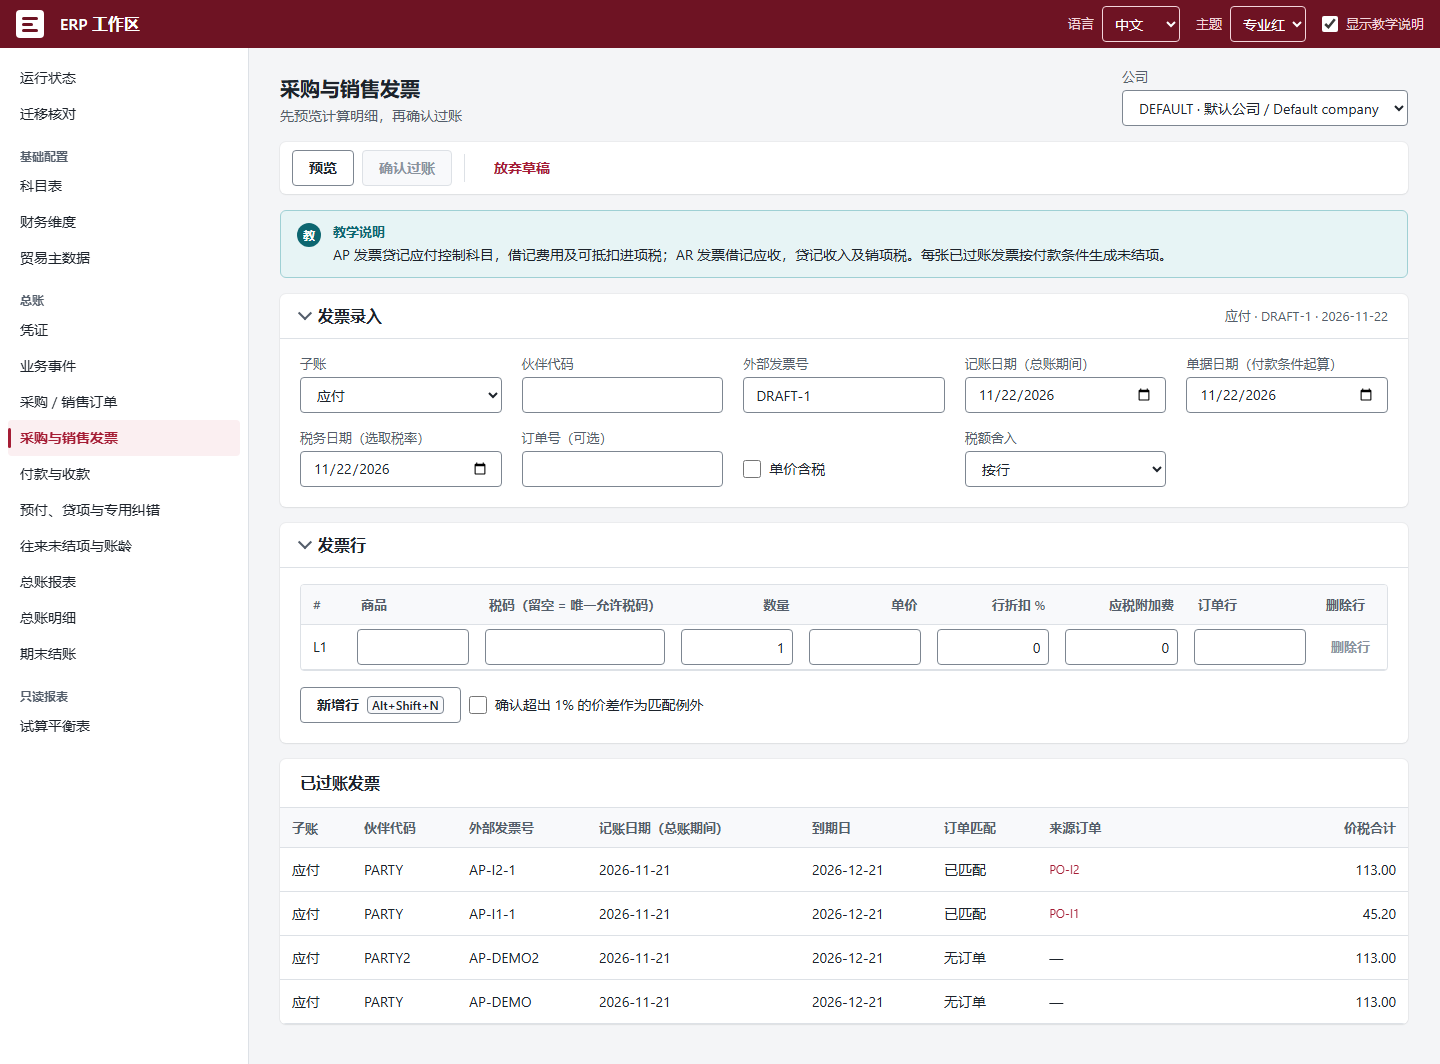 ERP 工作区
语言 中文 主题 专业红 显示教学说明
运行状态
迁移核对
基础配置
科目表
财务维度
贸易主数据
总账
凭证
业务事件
采购 / 销售订单
采购与销售发票
付款与收款
预付、贷项与专用纠错
往来未结项与账龄
总账报表
总账明细
期末结账
只读报表
试算平衡表
采购与销售发票
先预览计算明细，再确认过账
公司
DEFAULT · 默认公司 / Default company
预览 确认过账 放弃草稿
教 教学说明
AP 发票贷记应付控制科目，借记费用及可抵扣进项税；AR 发票借记应收，贷记收入及销项税。每张已过账发票按付款条件生成未结项。
发票录入 应付 · DRAFT-1 · 2026-11-22
子账 伙伴代码 外部发票号 记账日期（总账期间） 单据日期（付款条件起算）
应付 DRAFT-1 11/22/2026 11/22/2026
税务日期（选取税率） 订单号（可选） 税额舍入
11/22/2026 单价含税 按行
发票行
# 商品 税码（留空 = 唯一允许税码） 数量 单价 行折扣 % 应税附加费 订单行 删除行
L1 1 0 0 删除行
新增行 Alt+Shift+N 确认超出 1% 的价差作为匹配例外
已过账发票
子账 伙伴代码 外部发票号 记账日期（总账期间） 到期日 订单匹配 来源订单 价税合计
应付 PARTY AP-I2-1 2026-11-21 2026-12-21 已匹配 PO-I2 113.00
应付 PARTY AP-I1-1 2026-11-21 2026-12-21 已匹配 PO-I1 45.20
应付 PARTY2 AP-DEMO2 2026-11-21 2026-12-21 无订单 — 113.00
应付 PARTY AP-DEMO 2026-11-21 2026-12-21 无订单 — 113.00